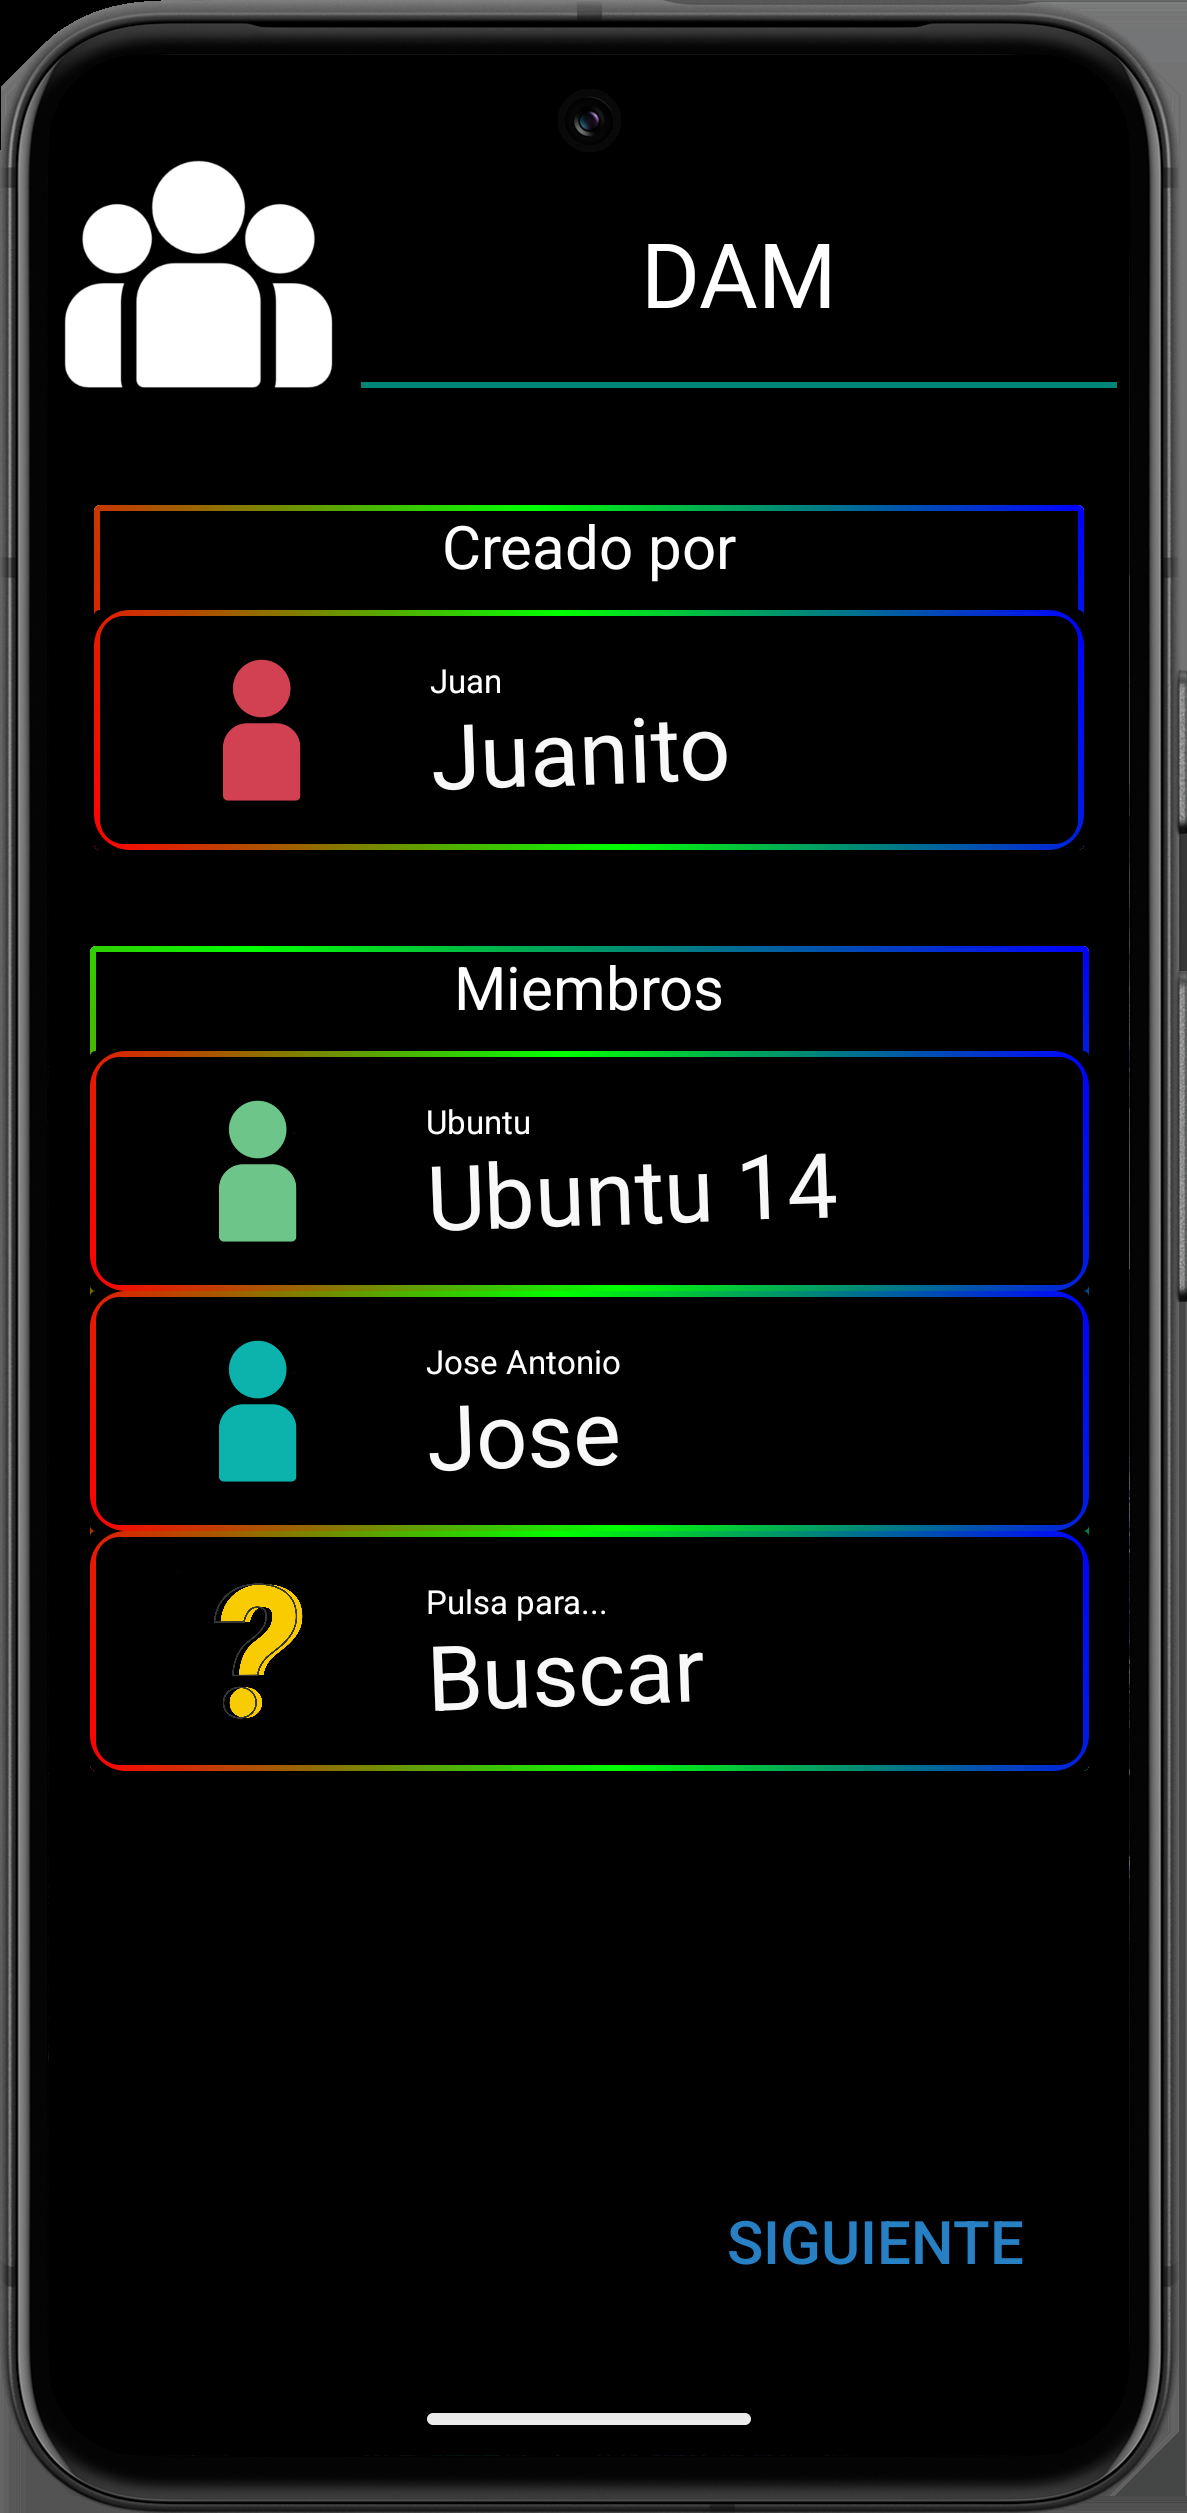 DAM
Creado por
Juan
Juanito
Miembros
Ubuntu
Ubuntu 14
Jose Antonio
Jose
Pulsa para...
Buscar
SIGUIENTE